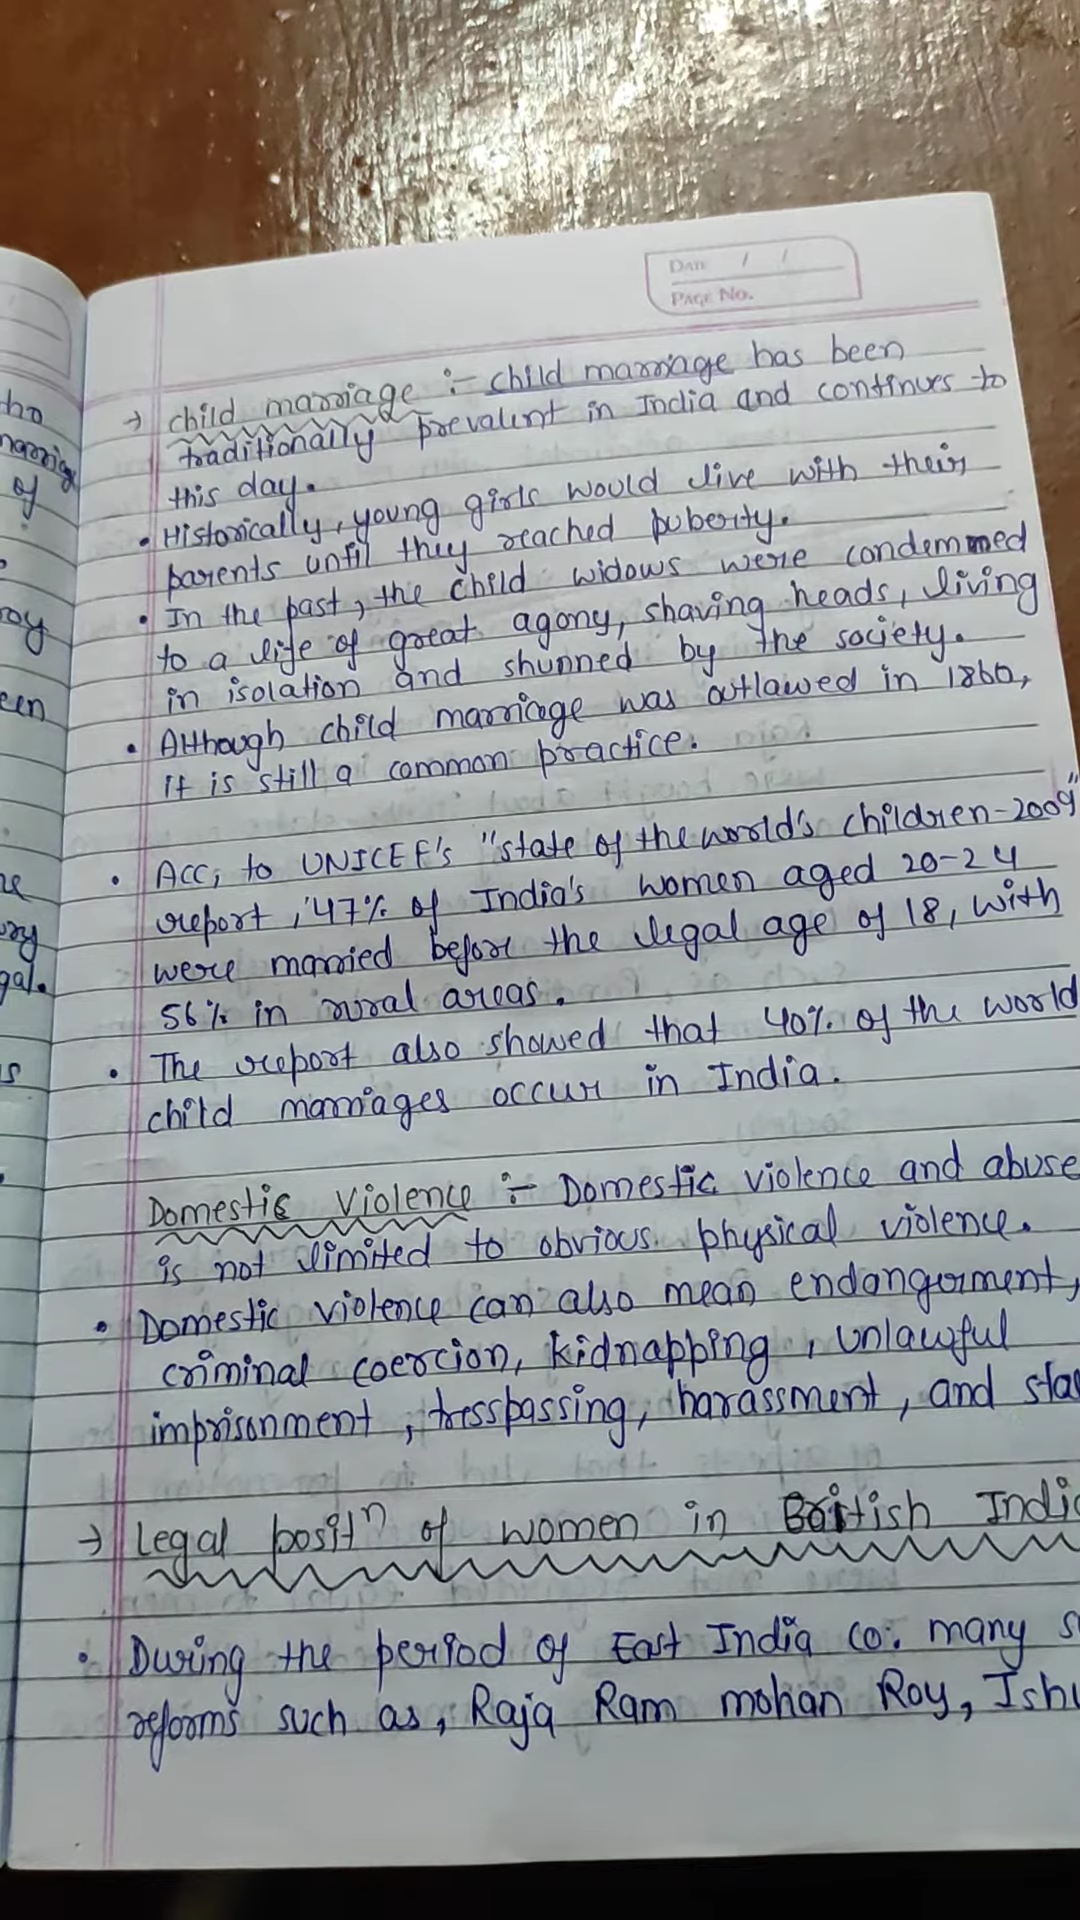 DATE / /
PAGE NO.
→ child marriage :- child marriage has been
traditionally prevalent in India and continues to
this day.
• Historically, young girls would live with their
parents until they reached puberty.
• In the past, the child widows were condemned
to a life of great agony, shaving heads, living
in isolation and shunned by the society.
• Although child marriage was outlawed in 1860,
it is still a common practice.
• Acc, to UNICEF's "state of the world's children-2009"
report, 47% of India's women aged 20-24
were married before the legal age of 18, with
56% in rural areas.
• The report also showed that 40% of the world
child marriages occur in India.
Domestic Violence :- Domestic violence and abuse
is not limited to obvious physical violence.
• Domestic violence can also mean endangerment,
criminal coercion, kidnapping, unlawful
imprisonment, tresspassing, harassment, and
→ Legal positn of women in British India
• During the period of East India co. many
reforms such as, Raja Ram mohan Roy,